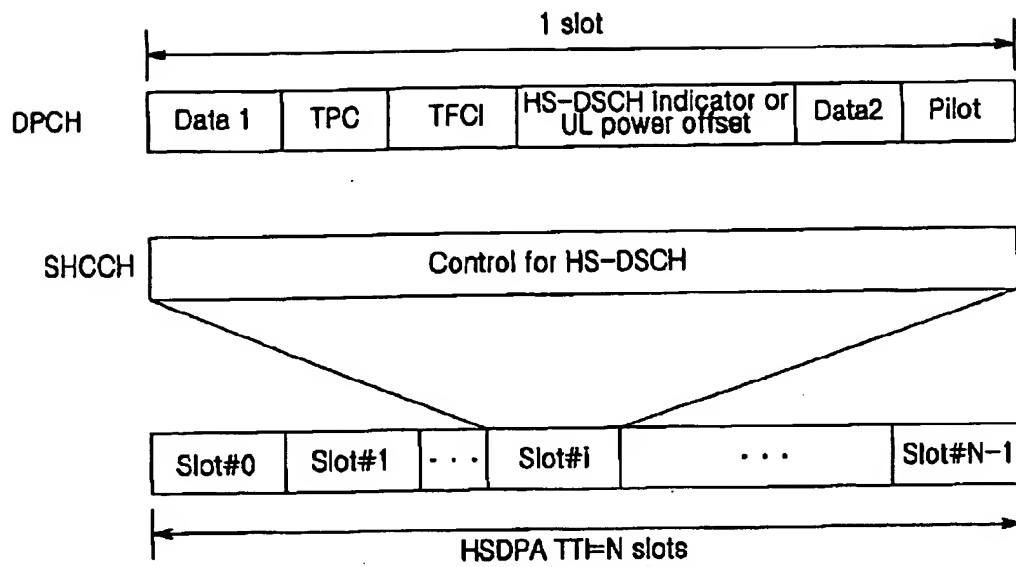 1 slot
DPCH
Data 1
TPC
TFCI
HS-DSCH indicator or
UL power offset
Data2
Pilot
SHCCH
Control for HS-DSCH
Slot#0
Slot#1
...
Slot#i
...
Slot#N-1
HSDPA TTI=N slots